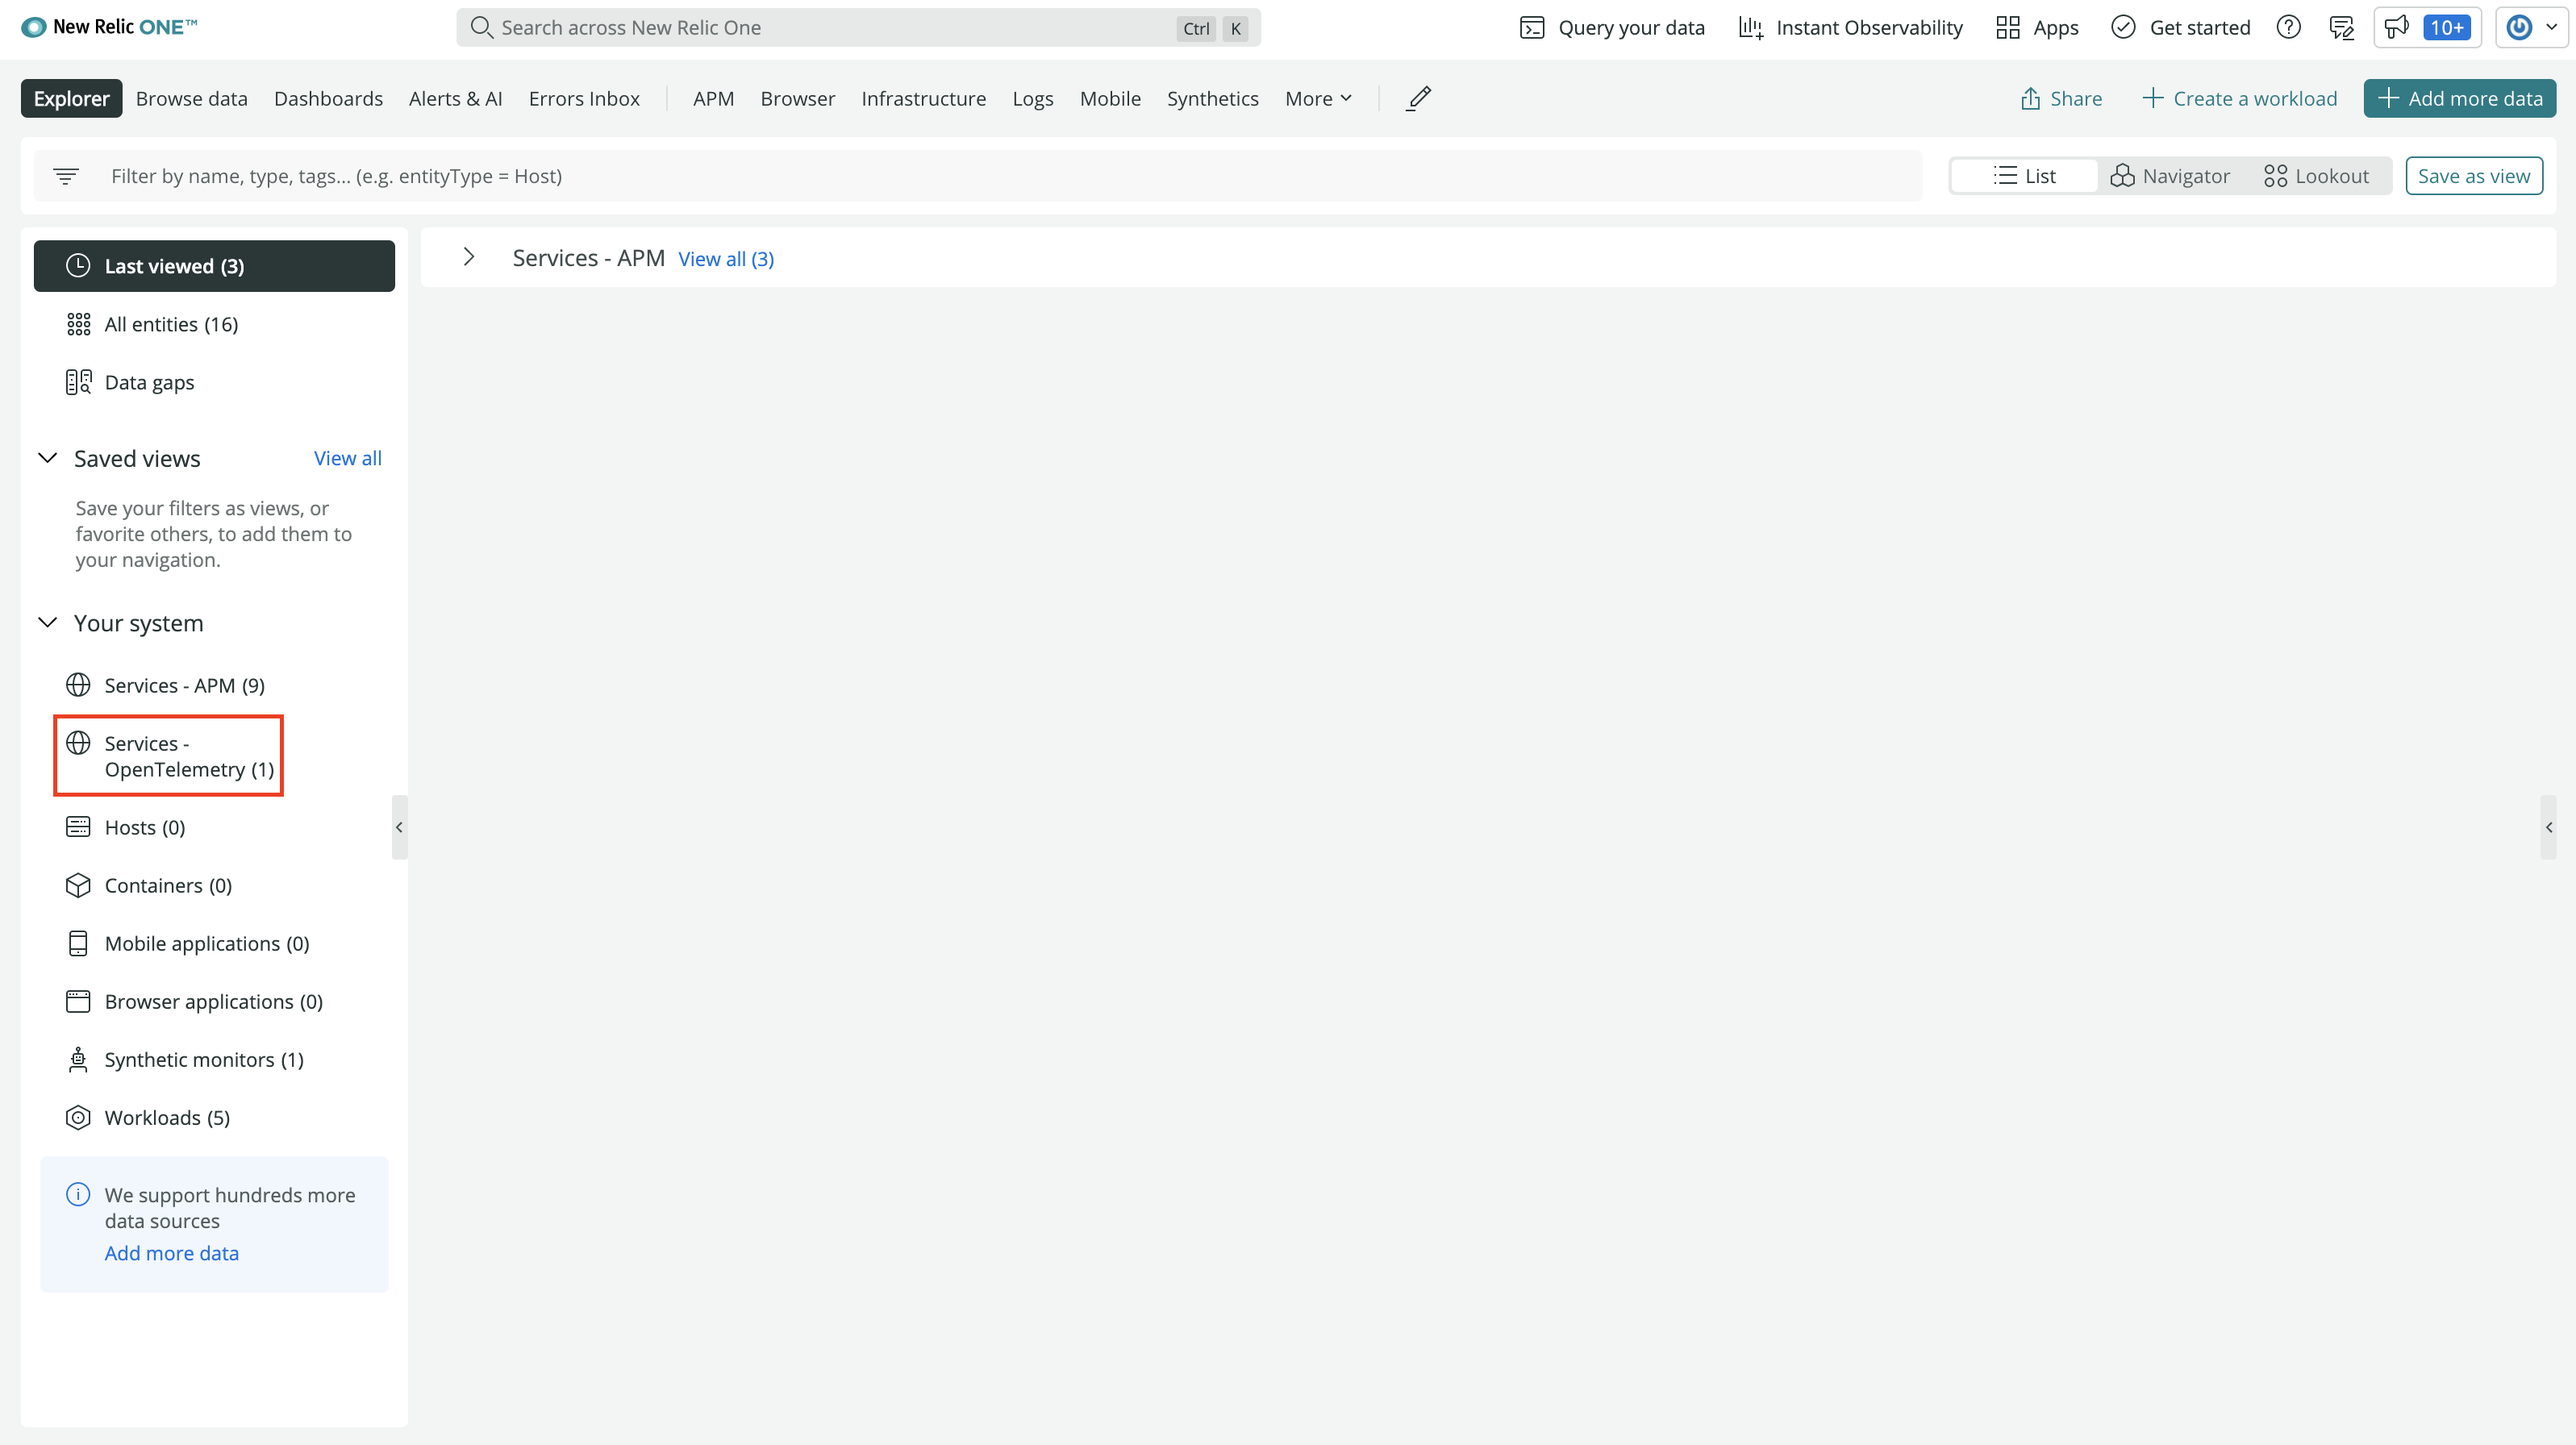 New Relic ONE™
Search across New Relic One
Ctrl K
Query your data
Instant Observability
Apps
Get started
10+
Explorer
Browse data
Dashboards
Alerts & AI
Errors Inbox
APM
Browser
Infrastructure
Logs
Mobile
Synthetics
More
Share
Create a workload
Add more data
Filter by name, type, tags... (e.g. entityType = Host)
List
Navigator
Lookout
Save as view
Last viewed (3)
All entities (16)
Data gaps
Saved views
View all
Save your filters as views, or
favorite others, to add them to
your navigation.
Your system
Services - APM (9)
Services -
OpenTelemetry (1)
Hosts (0)
Containers (0)
Mobile applications (0)
Browser applications (0)
Synthetic monitors (1)
Workloads (5)
We support hundreds more
data sources
Add more data
Services - APM View all (3)